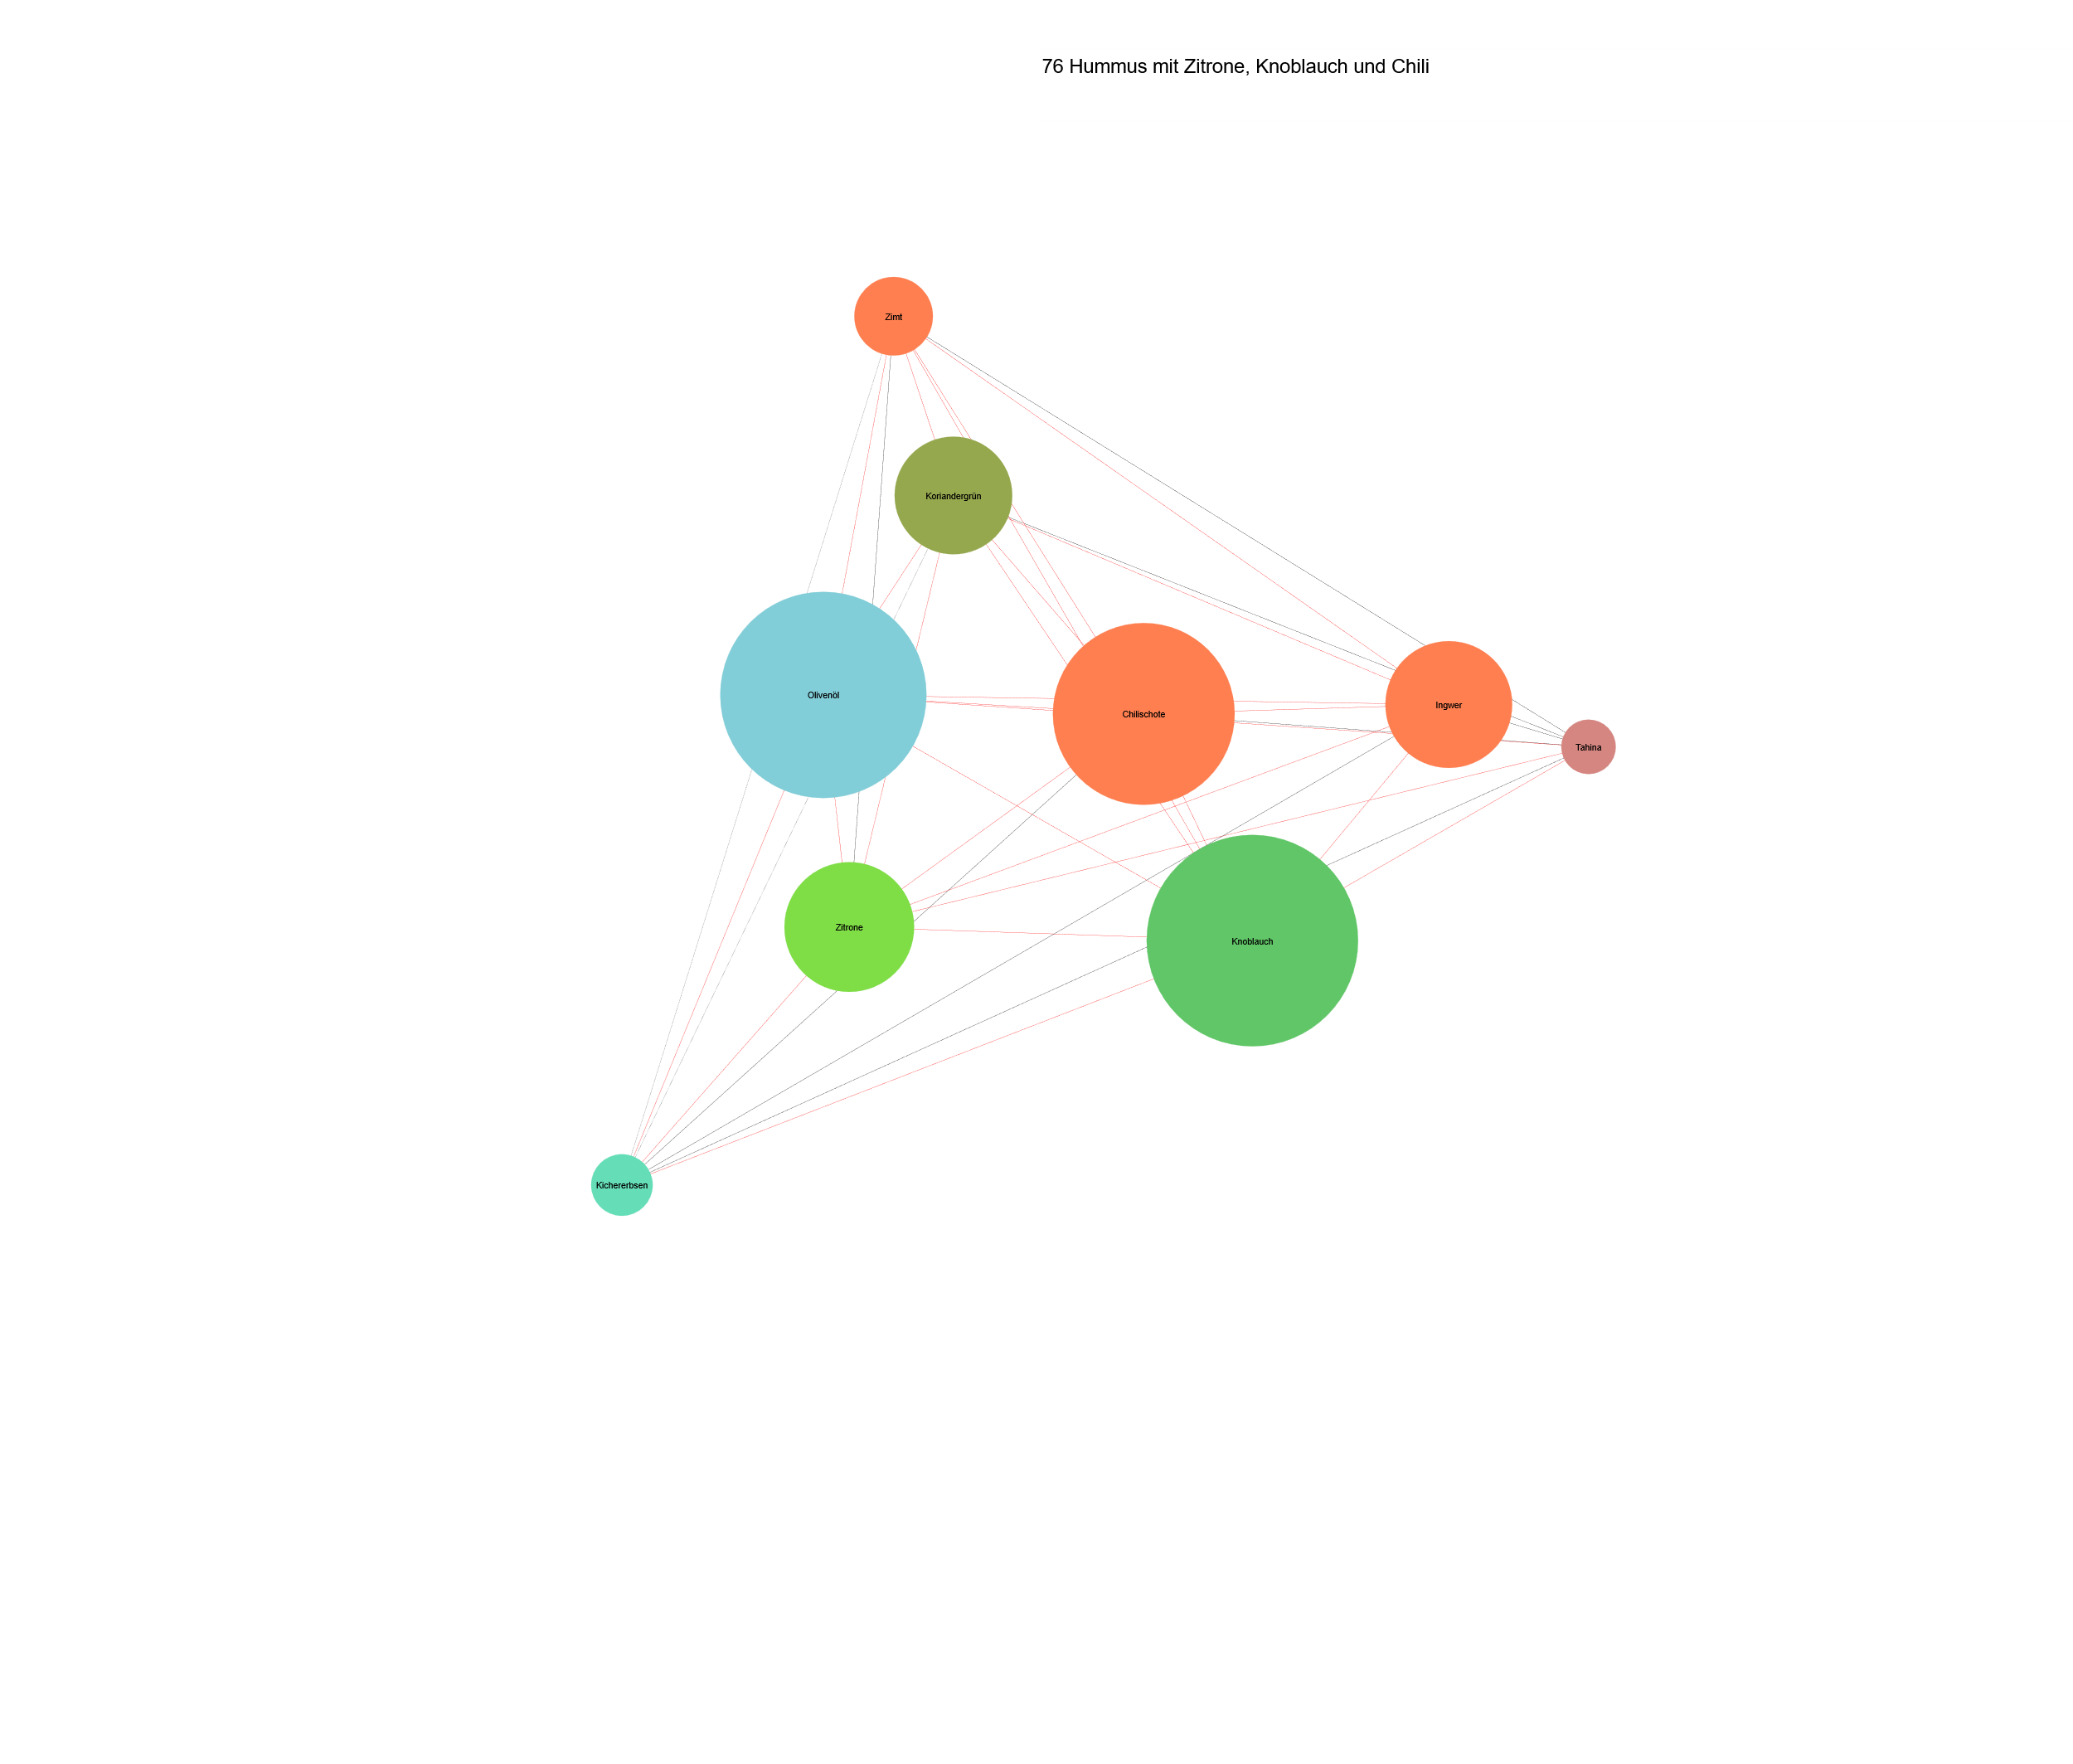 76 Hummus mit Zitrone, Knoblauch und Chili
Zimt
Koriandergrün
Olivenöl
Chilischote
Ingwer
Tahina
Zitrone
Knoblauch
Kichererbsen